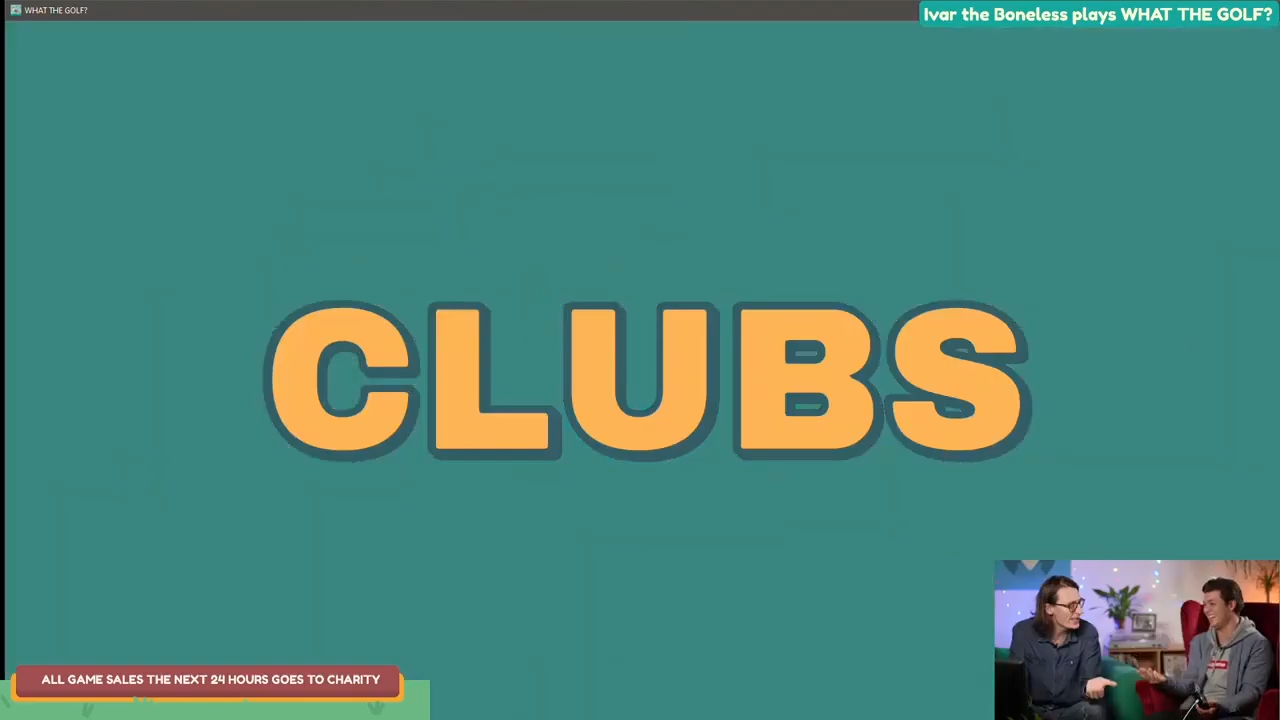 WHAT THE GOLF?
Ivar the Boneless plays WHAT THE GOLF?
CLUBS
ALL GAME SALES THE NEXT 24 HOURS GOES TO CHARITY